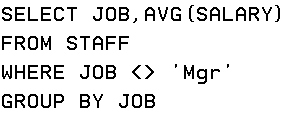 SELECT JOB,AVG(SALARY)
FROM STAFF
WHERE JOB <> 'Mgr'
GROUP BY JOB